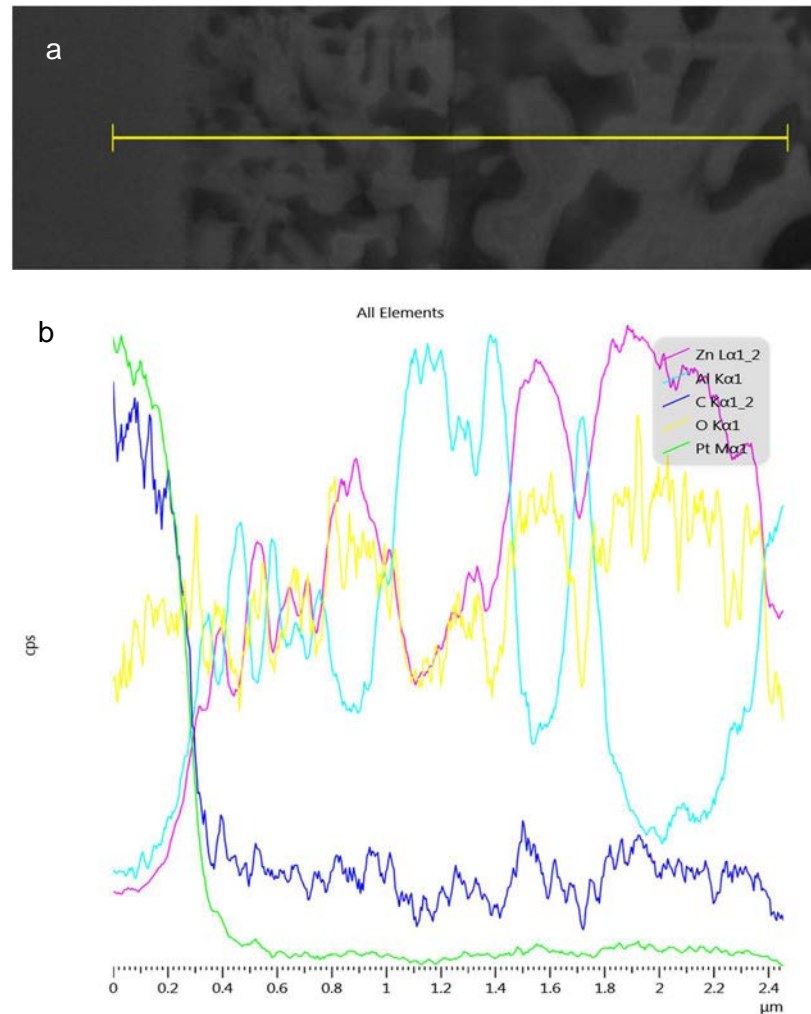 a
b
All Elements
Zn Lα1_2
Al Kα1
C Kα1_2
O Kα1
Pt Mα1
cps
0 0.2 0.4 0.6 0.8 1 1.2 1.4 1.6 1.8 2 2.2 2.4
µm